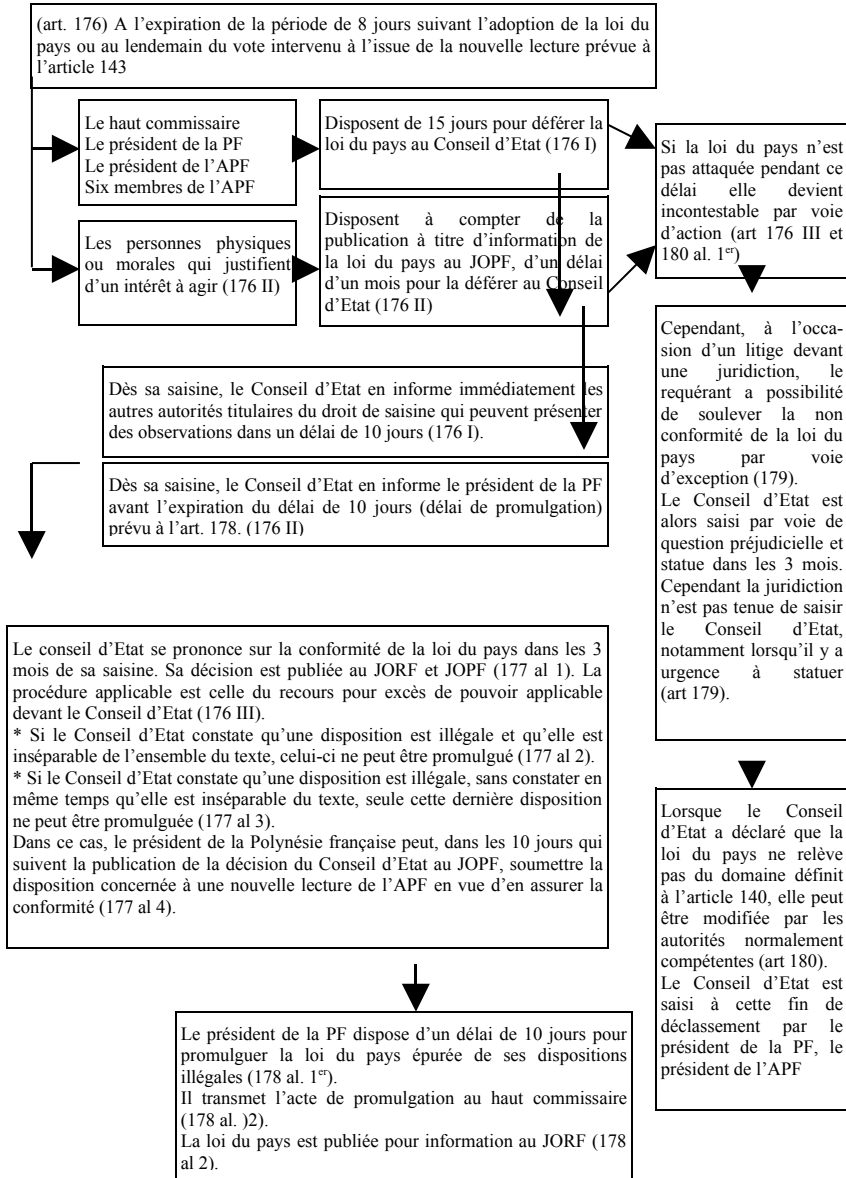 (art. 176) A l’expiration de la période de 8 jours suivant l’adoption de la loi du
pays ou au lendemain du vote intervenu à l’issue de la nouvelle lecture prévue à
l’article 143
Le haut commissaire
Le président de la PF
Le président de l’APF
Six membres de l’APF
Disposent de 15 jours pour déférer la
loi du pays au Conseil d’Etat (176 I)
Si la loi du pays n’est
pas attaquée pendant ce
délai elle devient
incontestable par voie
d’action (art 176 III et
180 al. 1er)
Les personnes physiques
ou morales qui justifient
d’un intérêt à agir (176 II)
Disposent à compter de la
publication à titre d’information de
la loi du pays au JOPF, d’un délai
d’un mois pour la déférer au Conseil
d’Etat (176 II)
Cependant, à l’occa-
sion d’un litige devant
une juridiction, le
requérant a possibilité
de soulever la non
conformité de la loi du
pays par voie
d’exception (179).
Le Conseil d’Etat est
alors saisi par voie de
question préjudicielle et
statue dans les 3 mois.
Cependant la juridiction
n’est pas tenue de saisir
le Conseil d’Etat,
notamment lorsqu’il y a
urgence à statuer
(art 179).
Dès sa saisine, le Conseil d’Etat en informe immédiatement les
autres autorités titulaires du droit de saisine qui peuvent présenter
des observations dans un délai de 10 jours (176 I).
Dès sa saisine, le Conseil d’Etat en informe le président de la PF
avant l’expiration du délai de 10 jours (délai de promulgation)
prévu à l’art. 178. (176 II)
Le conseil d’Etat se prononce sur la conformité de la loi du pays dans les 3
mois de sa saisine. Sa décision est publiée au JORF et JOPF (177 al 1). La
procédure applicable est celle du recours pour excès de pouvoir applicable
devant le Conseil d’Etat (176 III).
* Si le Conseil d’Etat constate qu’une disposition est illégale et qu’elle est
inséparable de l’ensemble du texte, celui-ci ne peut être promulgué (177 al 2).
* Si le Conseil d’Etat constate qu’une disposition est illégale, sans constater en
même temps qu’elle est inséparable du texte, seule cette dernière disposition
ne peut être promulguée (177 al 3).
Dans ce cas, le président de la Polynésie française peut, dans les 10 jours qui
suivent la publication de la décision du Conseil d’Etat au JOPF, soumettre la
disposition concernée à une nouvelle lecture de l’APF en vue d’en assurer la
conformité (177 al 4).
Lorsque le Conseil
d’Etat a déclaré que la
loi du pays ne relève
pas du domaine définit
à l’article 140, elle peut
être modifiée par les
autorités normalement
compétentes (art 180).
Le Conseil d’Etat est
saisi à cette fin de
déclassement par le
président de la PF, le
président de l’APF
Le président de la PF dispose d’un délai de 10 jours pour
promulguer la loi du pays épurée de ses dispositions
illégales (178 al. 1er).
Il transmet l’acte de promulgation au haut commissaire
(178 al. )2).
La loi du pays est publiée pour information au JORF (178
al 2).